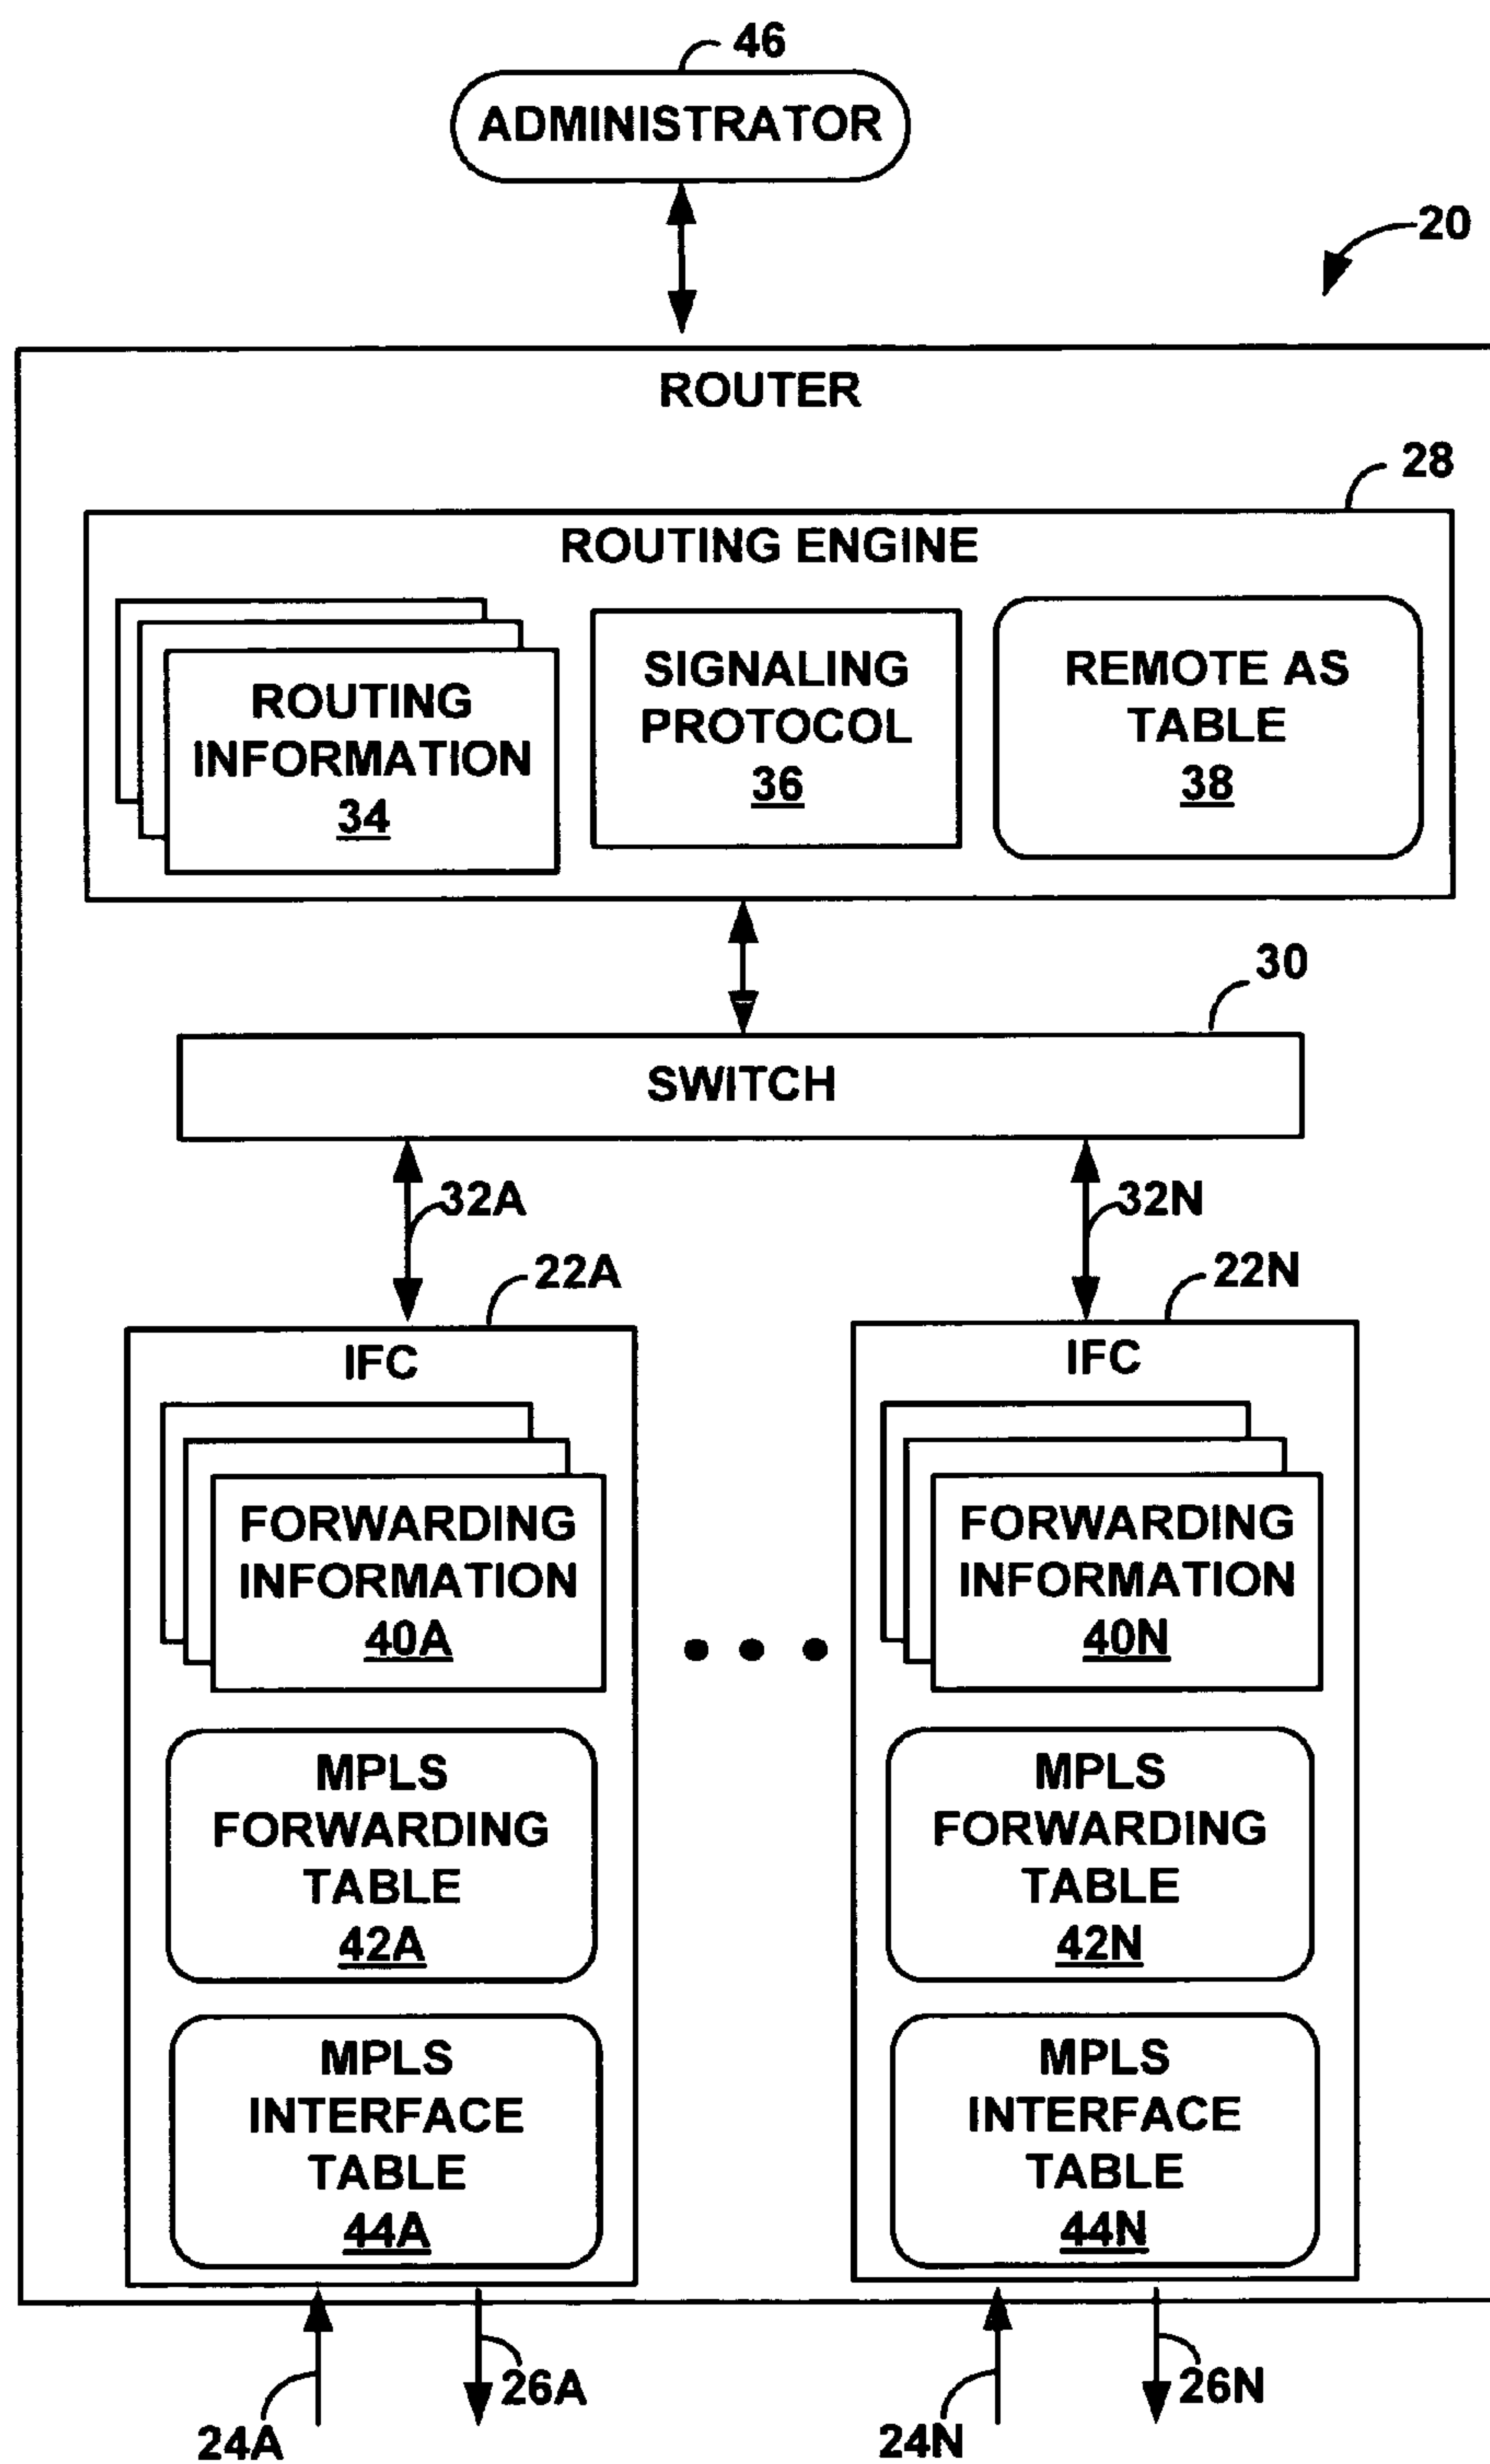 46
ADMINISTRATOR
20
ROUTER
28
ROUTING ENGINE
ROUTING
INFORMATION
34
SIGNALING
PROTOCOL
36
REMOTE AS
TABLE
38
30
SWITCH
32A
32N
22A
22N
IFC
FORWARDING
INFORMATION
40A
MPLS
FORWARDING
TABLE
42A
MPLS
INTERFACE
TABLE
44A
IFC
FORWARDING
INFORMATION
40N
MPLS
FORWARDING
TABLE
42N
MPLS
INTERFACE
TABLE
44N
24A
26A
24N
26N